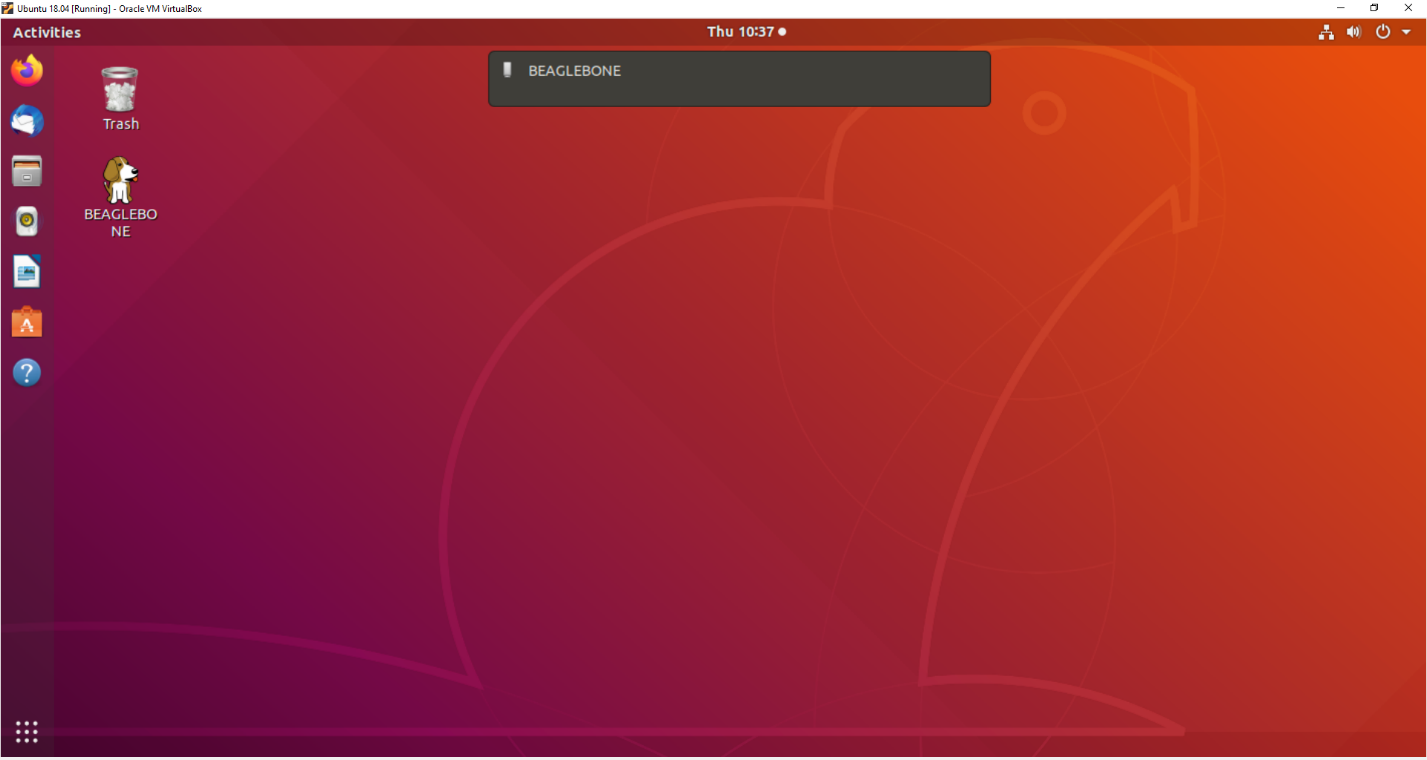 Ubuntu 18.04 [Running] - Oracle VM VirtualBox
Activities
Thu 10:37
BEAGLEBONE
Trash
BEAGLEBO
NE